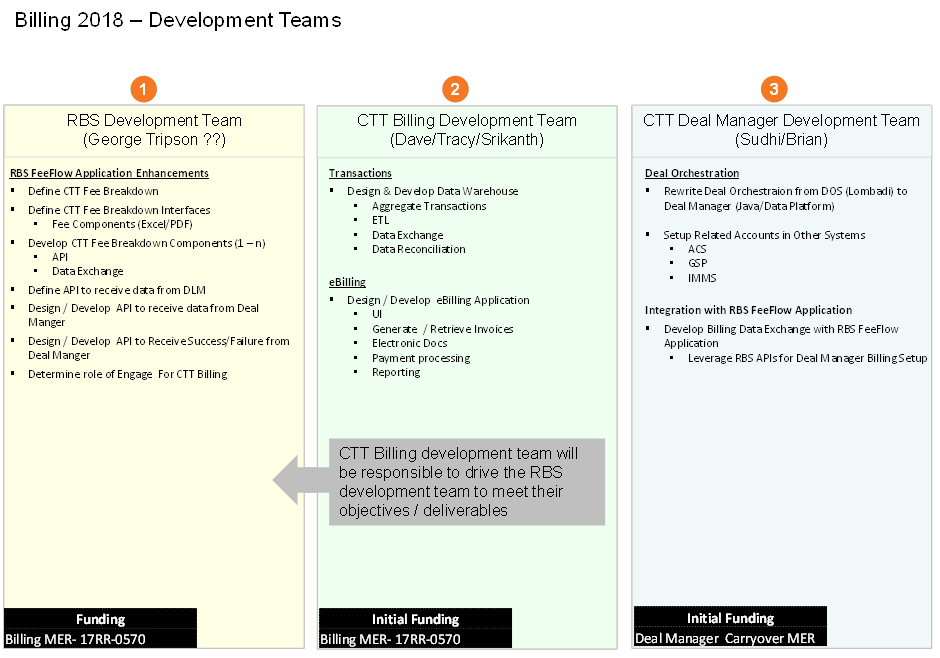 Billing 2018 – Development Teams
1
RBS Development Team
(George Tripson ??)
RBS FeeFlow Application Enhancements
▪ Define CTT Fee Breakdown
▪ Define CTT Fee Breakdown Interfaces
▪ Fee Components (Excel/PDF)
▪ Develop CTT Fee Breakdown Components (1 – n)
▪ API
▪ Data Exchange
▪ Define API to receive data from DLM
▪ Design / Develop API to receive data from Deal
Manger
▪ Design / Develop API to Receive Success/Failure from
Deal Manger
▪ Determine role of Engage For CTT Billing
Funding
Billing MER- 17RR-0570
2
CTT Billing Development Team
(Dave/Tracy/Srikanth)
Transactions
▪ Design & Develop Data Warehouse
▪ Aggregate Transactions
▪ ETL
▪ Data Exchange
▪ Data Reconciliation
eBilling
▪ Design / Develop eBilling Application
▪ UI
▪ Generate / Retrieve Invoices
▪ Electronic Docs
▪ Payment processing
▪ Reporting
CTT Billing development team will
be responsible to drive the RBS
development team to meet their
objectives / deliverables
Initial Funding
Billing MER- 17RR-0570
3
CTT Deal Manager Development Team
(Sudhi/Brian)
Deal Orchestration
▪ Rewrite Deal Orchestraion from DOS (Lombadi) to
Deal Manager (Java/Data Platform)
▪ Setup Related Accounts in Other Systems
▪ ACS
▪ GSP
▪ IMMS
Integration with RBS FeeFlow Application
▪ Develop Billing Data Exchange with RBS FeeFlow
Application
▪ Leverage RBS APIs for Deal Manager Billing Setup
Initial Funding
Deal Manager Carryover MER